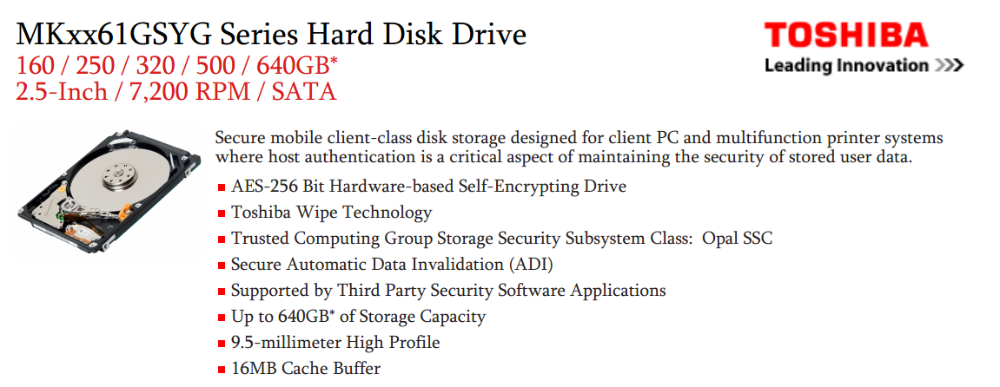 MKxx61GSYG Series Hard Disk Drive
160 / 250 / 320 / 500 / 640GB*
2.5-Inch / 7,200 RPM / SATA
TOSHIBA
Leading Innovation >>>
Secure mobile client-class disk storage designed for client PC and multifunction printer systems
where host authentication is a critical aspect of maintaining the security of stored user data.
■ AES-256 Bit Hardware-based Self-Encrypting Drive
■ Toshiba Wipe Technology
■ Trusted Computing Group Storage Security Subsystem Class:  Opal SSC
■ Secure Automatic Data Invalidation (ADI)
■ Supported by Third Party Security Software Applications
■ Up to 640GB* of Storage Capacity
■ 9.5-millimeter High Profile
■ 16MB Cache Buffer